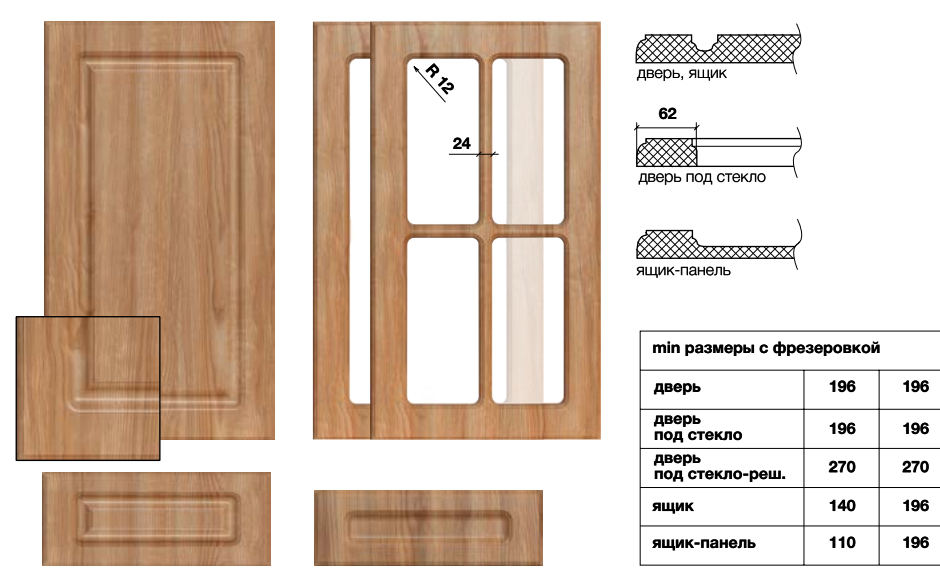 R 12
24
дверь, ящик
62
дверь под стекло
ящик-панель
min размеры с фрезеровкой
дверь 196 196
дверь
под стекло 196 196
дверь
под стекло-реш. 270 270
ящик 140 196
ящик-панель 110 196